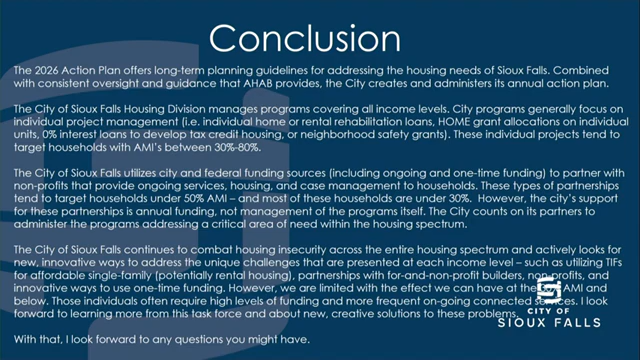 Conclusion
The 2026 Action Plan offers long-term planning guidelines for addressing the housing needs of Sioux Falls. Combined
with consistent oversight and guidance that AHAB provides, the City creates and administers its annual action plan.
The City of Sioux Falls Housing Division manages programs covering all income levels. City programs generally focus on
individual project management (i.e. individual home or rental rehabilitation loans, HOME grant allocations on individual
units, 0% interest loans to develop tax credit housing, or neighborhood safety grants). These individual projects tend to
target households with AMI's between 30%-80%.
The City of Sioux Falls utilizes city and federal funding sources (including ongoing and one-time funding) to partner with
non-profits that provide ongoing services, housing, and case management to households. These types of partnerships
tend to target households under 50% AMI – and most of these households are under 30%. However, the city's support
for these partnerships is annual funding, not management of the programs itself. The City counts on its partners to
administer the programs addressing a critical area of need within the housing spectrum.
The City of Sioux Falls continues to combat housing insecurity across the entire housing spectrum and actively looks for
new, innovative ways to address the unique challenges that are presented at each income level – such as utilizing TIFs
for affordable single-family (potentially rental housing), partnerships with for-and-non-profit builders, non-profits, and
innovative ways to use one-time funding. However, we are limited with the effect we can have at the AMI and
below. Those individuals often require high levels of funding and more frequent on-going connected services. I look
forward to learning more from this task force and about new, creative solutions to these problems.
CITY OF
SIOUX FALLS
With that, I look forward to any questions you might have.